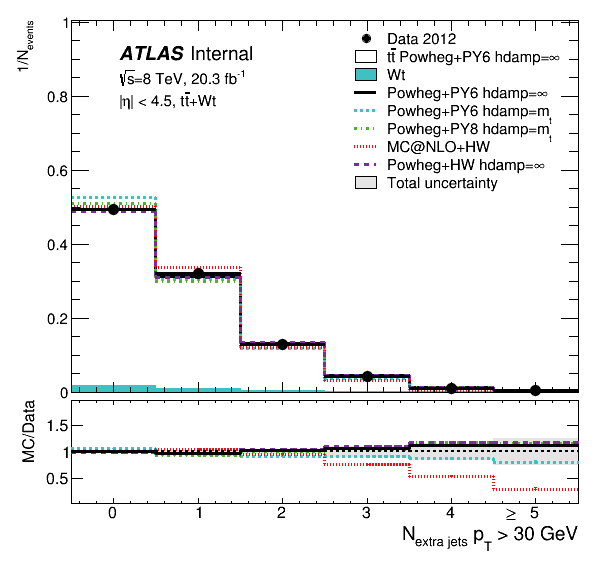 1/N_events
1
0.8
0.6
0.4
0.2
0
ATLAS Internal
√s=8 TeV, 20.3 fb⁻¹
|η| < 4.5, tt̄+Wt
Data 2012
tt̄ Powheg+PY6 hdamp=∞
Wt
Powheg+PY6 hdamp=∞
Powheg+PY6 hdamp=m_t
Powheg+PY8 hdamp=m_t
MC@NLO+HW
Powheg+HW hdamp=∞
Total uncertainty
MC/Data
1.5
1
0.5
0 1 2 3 4 ≥ 5
N_extra jets p_T > 30 GeV